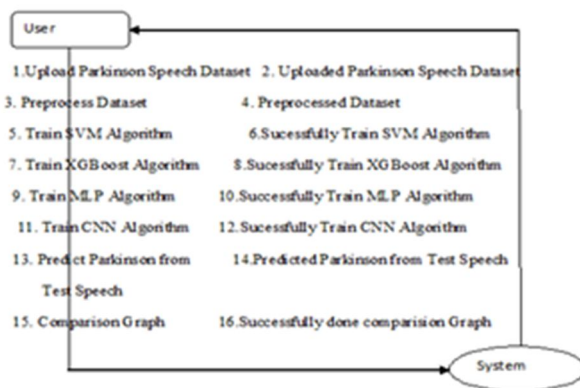 User
1.Upload Parkinson Speech Dataset 2. Uploaded Parkinson Speech Dataset
3. Preprocess Dataset 4. Preprocessed Dataset
5. Train SVM Algorithm 6.Sucessfully Train SVM Algorithm
7. Train XGBoost Algorithm 8.Sucessfully Train XGBoost Algorithm
9. Train MLP Algorithm 10.Successfully Train MLP Algorithm
11. Train CNN Algorithm 12.Sucessfully Train CNN Algorithm
13. Predict Parkinson from 14.Predicted Parkinson from Test Speech
Test Speech
15. Comparison Graph 16.Successfully done comparision Graph
System